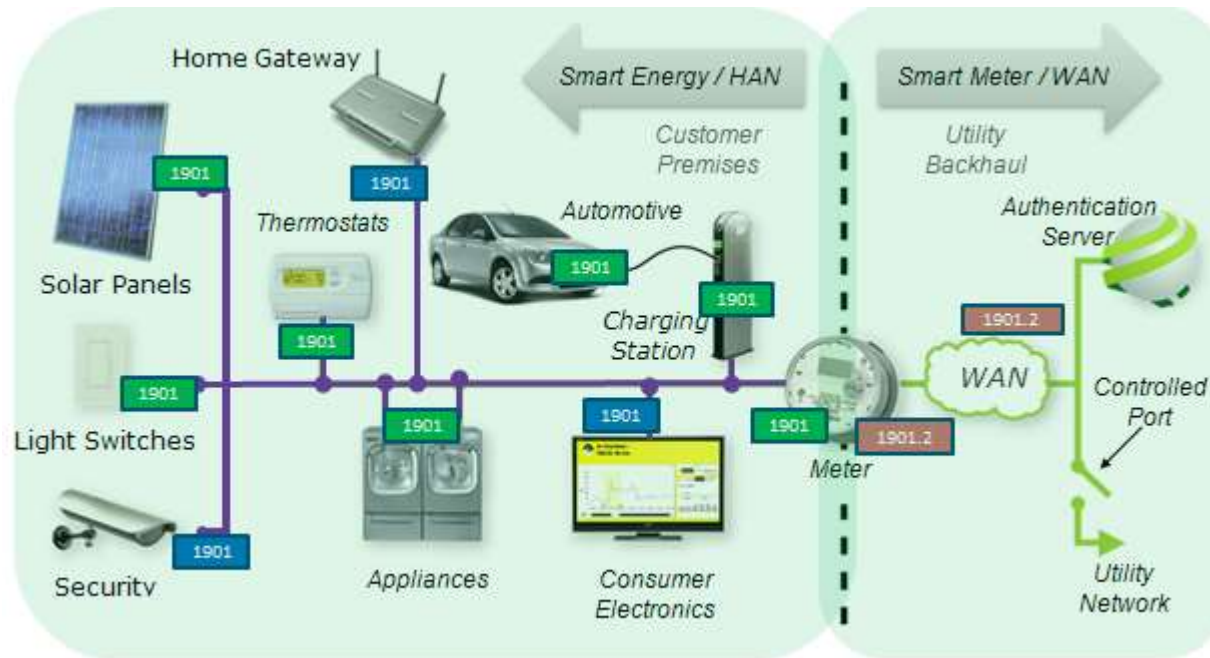 Home Gateway
Smart Energy / HAN
Smart Meter / WAN
Customer
Premises
Utility
Backhaul
1901
1901
Thermostats
Automotive
Authentication
Server
1901
Solar Panels
1901
Charging
Station
1901
1901.2
WAN
1901
Light Switches
1901
1901
1901
1901.2
Controlled
Port
Meter
1901
Security
Appliances
Consumer
Electronics
Utility
Network